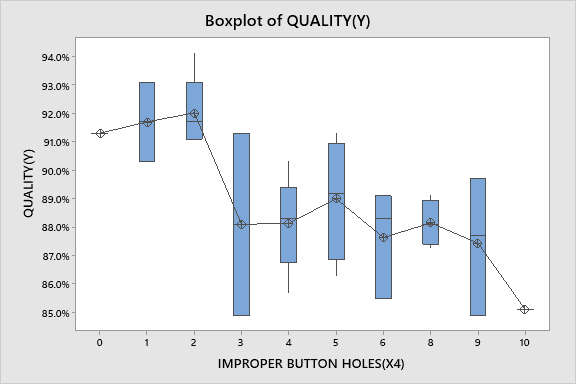 Boxplot of QUALITY(Y)
QUALITY(Y)
94.0%
93.0%
92.0%
91.0%
90.0%
89.0%
88.0%
87.0%
86.0%
85.0%
0 1 2 3 4 5 6 8 9 10
IMPROPER BUTTON HOLES(X4)